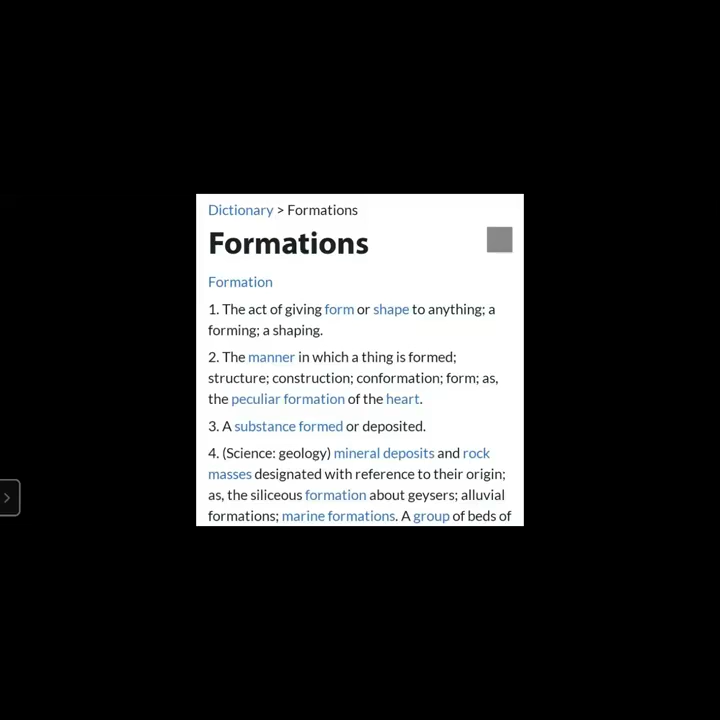 Dictionary > Formations
Formations
Formation
1. The act of giving form or shape to anything; a
forming; a shaping.
2. The manner in which a thing is formed;
structure; construction; conformation; form; as,
the peculiar formation of the heart.
3. A substance formed or deposited.
4. (Science: geology) mineral deposits and rock
masses designated with reference to their origin;
as, the siliceous formation about geysers; alluvial
formations; marine formations. A group of beds of